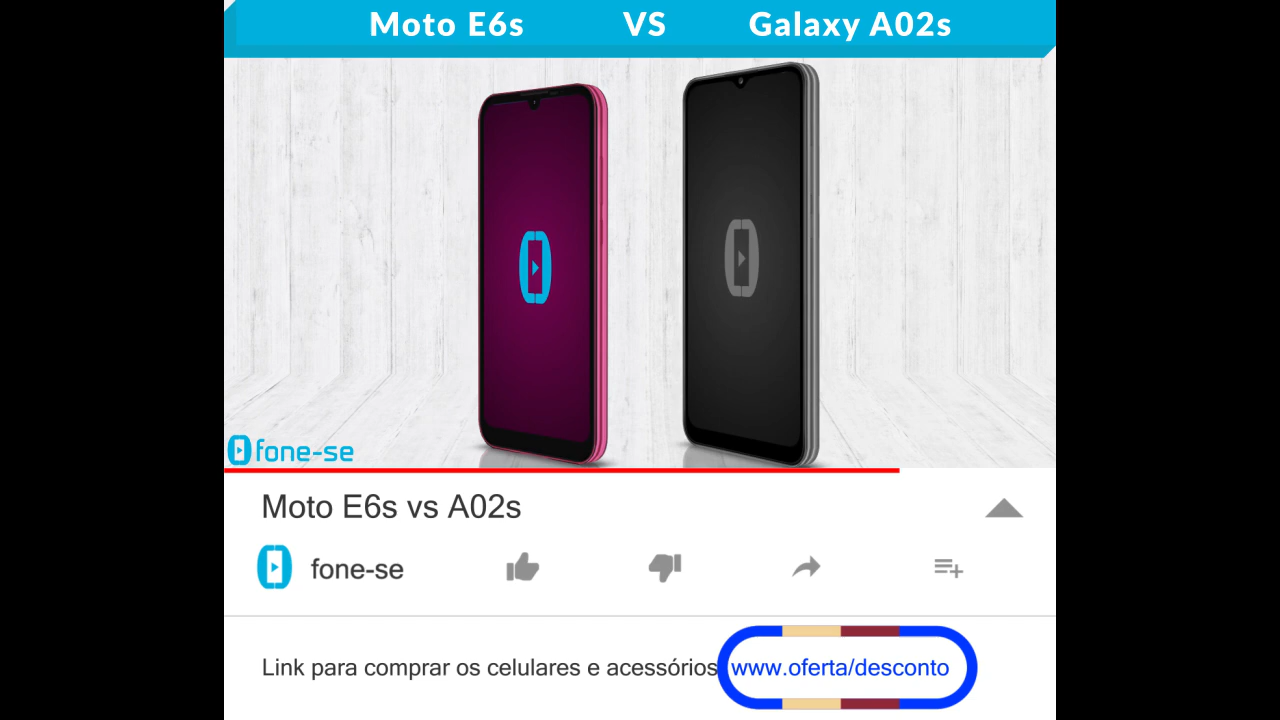 Moto E6s VS Galaxy A02s
fone-se
Moto E6s vs A02s
fone-se
Link para comprar os celulares e acessórios www.oferta/desconto